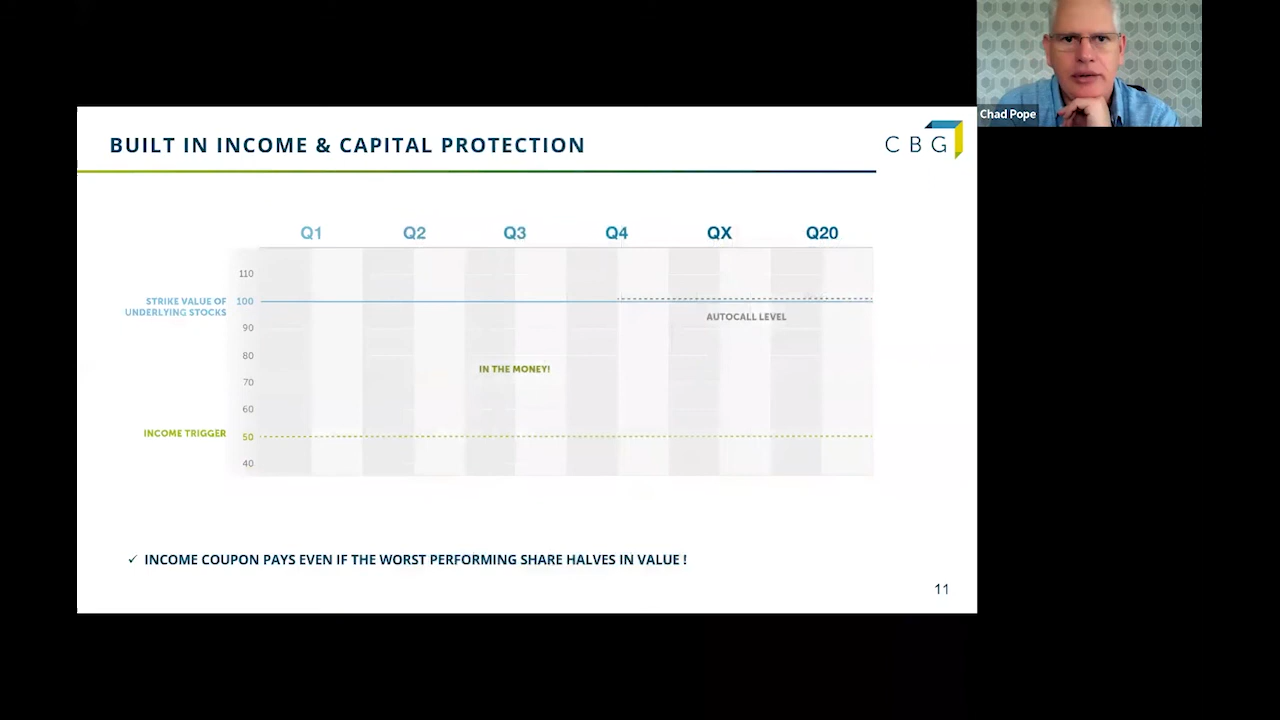 Chad Pope
BUILT IN INCOME & CAPITAL PROTECTION
CBG
Q1 Q2 Q3 Q4 QX Q20
110
STRIKE VALUE OF
UNDERLYING STOCKS
100
90
AUTOCALL LEVEL
80
IN THE MONEY!
70
60
INCOME TRIGGER
50
40
✓ INCOME COUPON PAYS EVEN IF THE WORST PERFORMING SHARE HALVES IN VALUE !
11